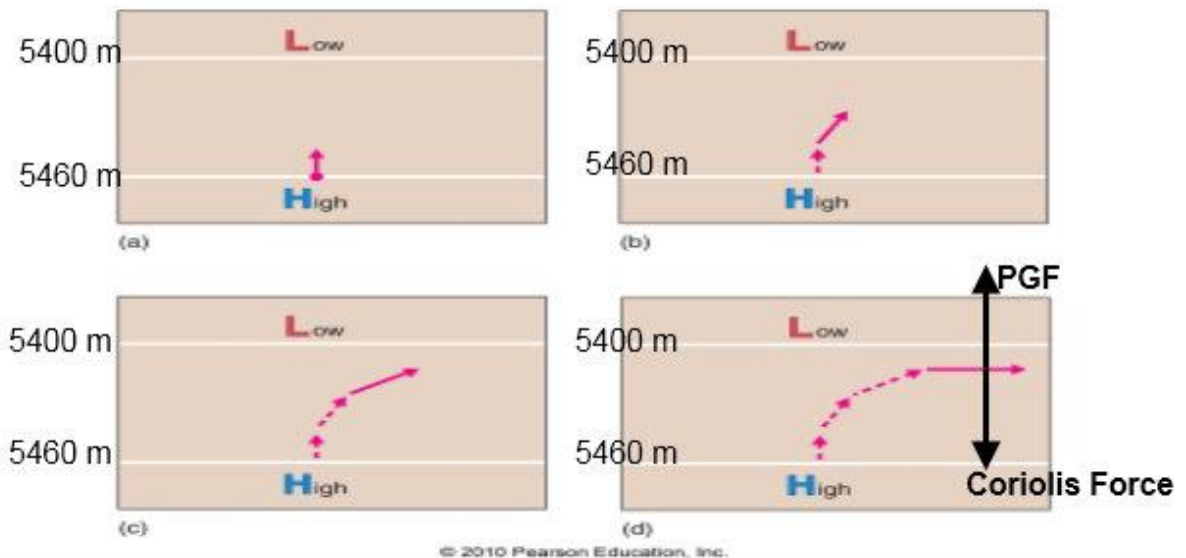 Low
5400 m
5460 m
High
(a)
Low
5400 m
5460 m
High
(b)
Low
5400 m
5460 m
High
(c)
PGF
Low
5400 m
5460 m
High
Coriolis Force
(d)
© 2010 Pearson Education, Inc.